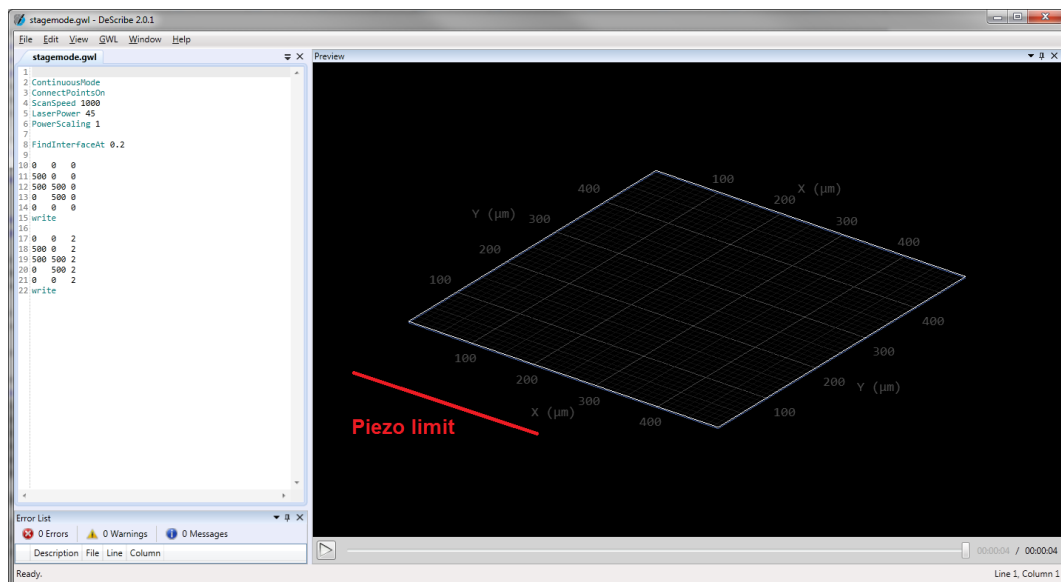 stagemode.gwl - DeScribe 2.0.1
File Edit View GWL Window Help
stagemode.gwl
1
2 ContinuousMode
3 ConnectPointsOn
4 ScanSpeed 1000
5 LaserPower 45
6 PowerScaling 1
7
8 FindInterfaceAt 0.2
9
10 0 0 0
11 500 0 0
12 500 500 0
13 0 500 0
14 0 0 0
15 write
16
17 0 0 2
18 500 0 2
19 500 500 2
20 0 500 2
21 0 0 2
22 write
Error List
0 Errors 0 Warnings 0 Messages
Description File Line Column
Preview
400 100 X (µm)
200
Y (µm) 300 300
200 400
100
400
100 300
200 200 Y (µm)
X (µm) 300 100
400
Piezo limit
00:00:04 / 00:00:04
Ready.
Line 1, Column 1